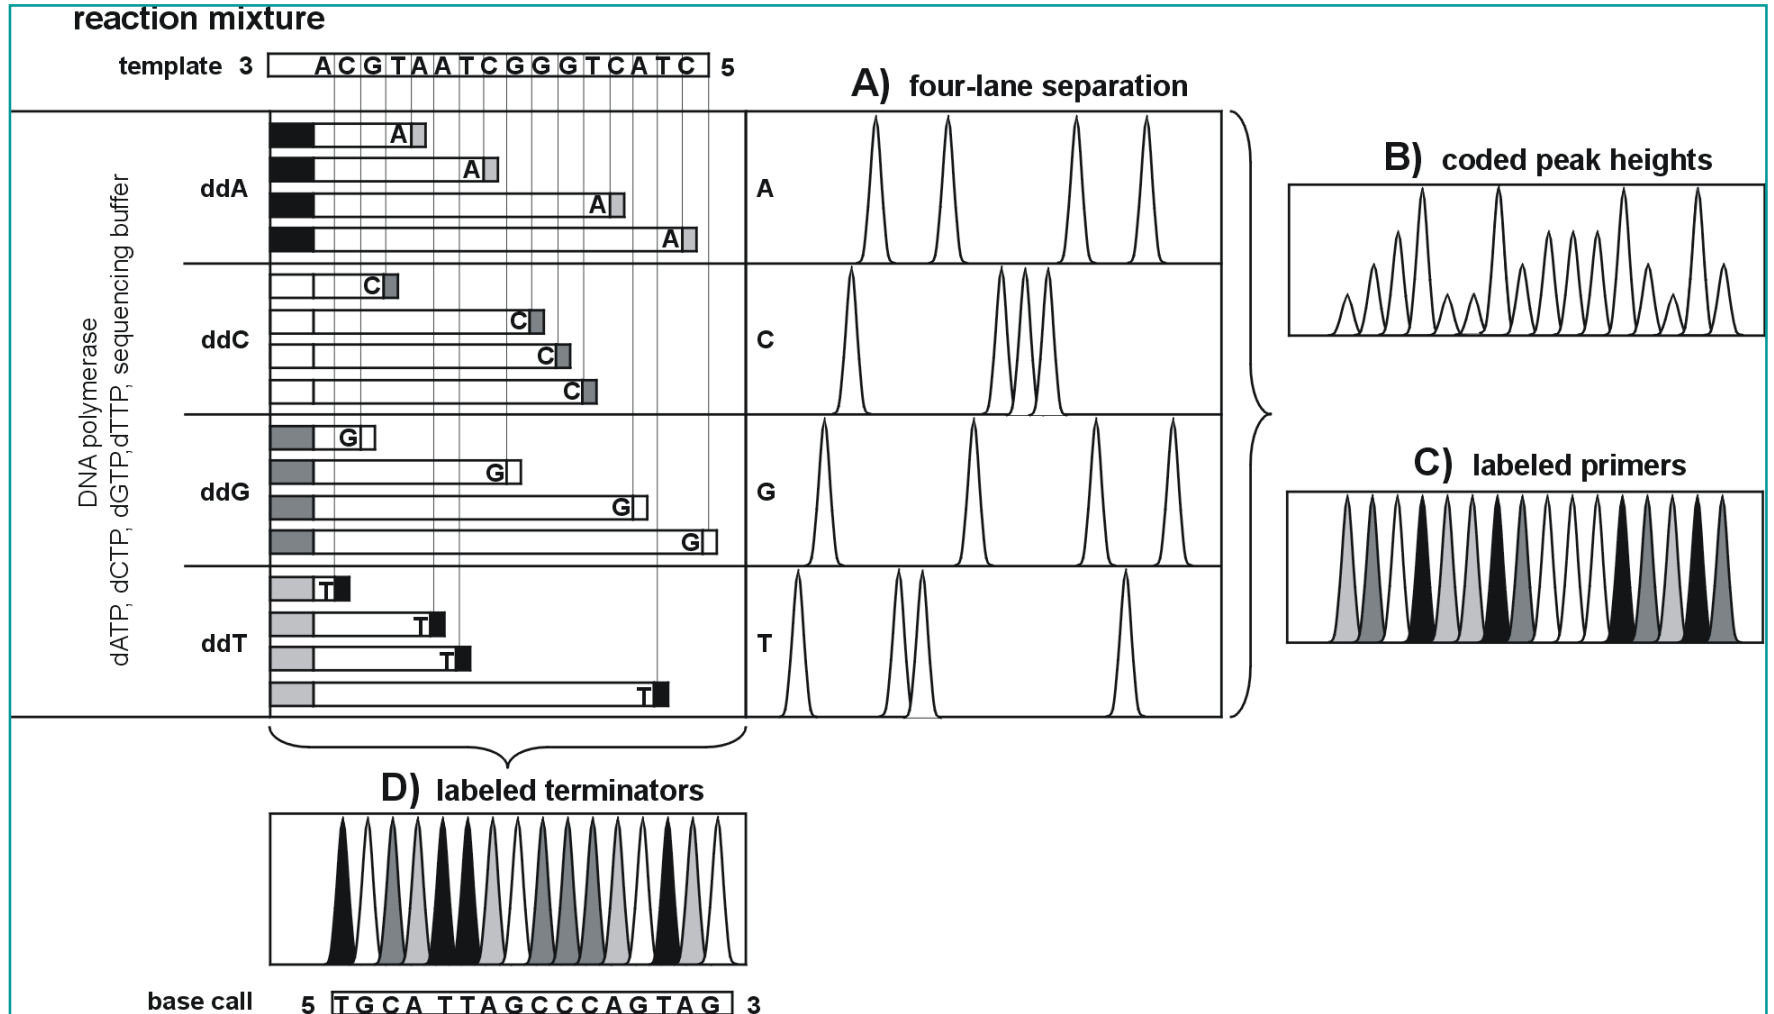 reaction mixture
template 3 ACGTAATCGGGTCATC 5
A) four-lane separation
B) coded peak heights
C) labeled primers
DNA polymerase
dATP, dCTP, dGTP,dTTP, sequencing buffer
ddA
A
A
A
A
A
ddC
C
C
C
C
C
ddG
G
G
G
G
G
ddT
T
T
T
T
T
D) labeled terminators
base call 5 TGCA TTAGCCCAGTAG 3